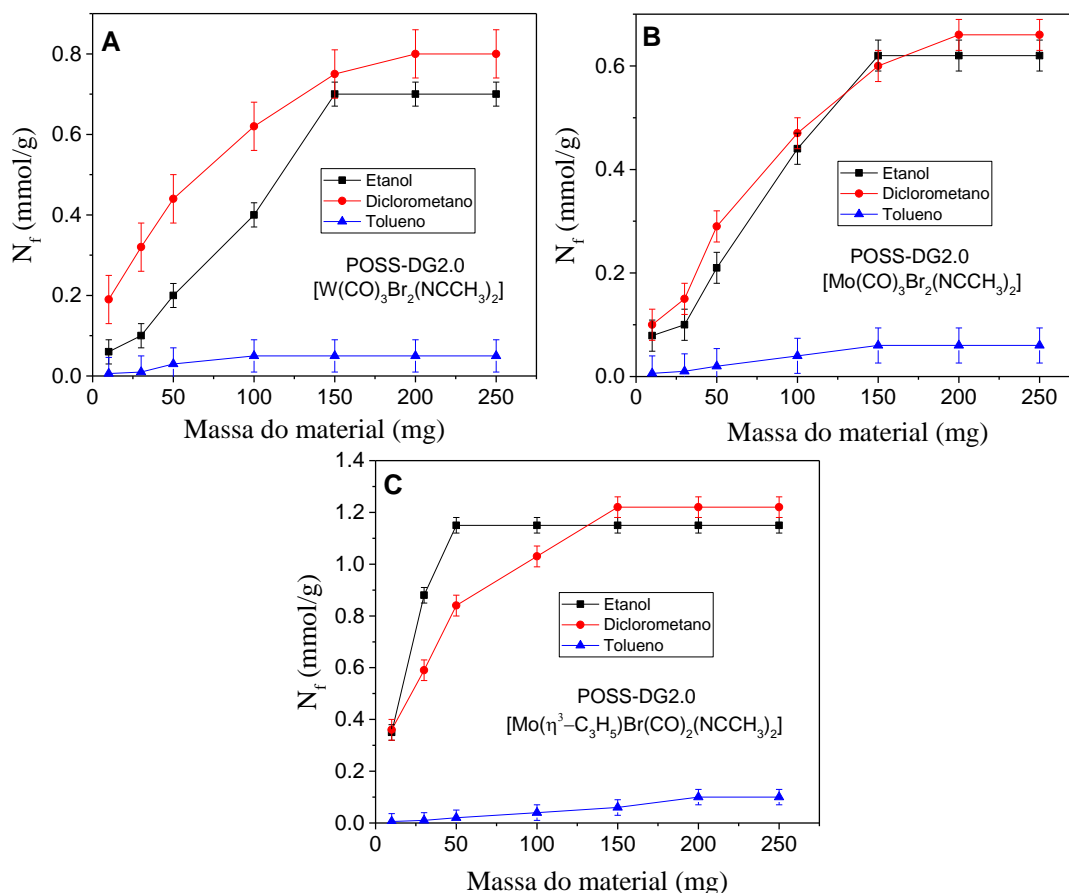 A
N_f (mmol/g)
0.8
0.6
0.4
0.2
0.0
Etanol
Diclorometano
Tolueno
POSS-DG2.0
[W(CO)₃Br₂(NCCH₃)₂]
0 50 100 150 200 250
Massa do material (mg)
B
N_f (mmol/g)
0.6
0.4
0.2
0.0
Etanol
Diclorometano
Tolueno
POSS-DG2.0
[Mo(CO)₃Br₂(NCCH₃)₂]
0 50 100 150 200 250
Massa do material (mg)
C
N_f (mmol/g)
1.4
1.2
1.0
0.8
0.6
0.4
0.2
0.0
Etanol
Diclorometano
Tolueno
POSS-DG2.0
[Mo(η³–C₃H₅)Br(CO)₂(NCCH₃)₂]
0 50 100 150 200 250
Massa do material (mg)